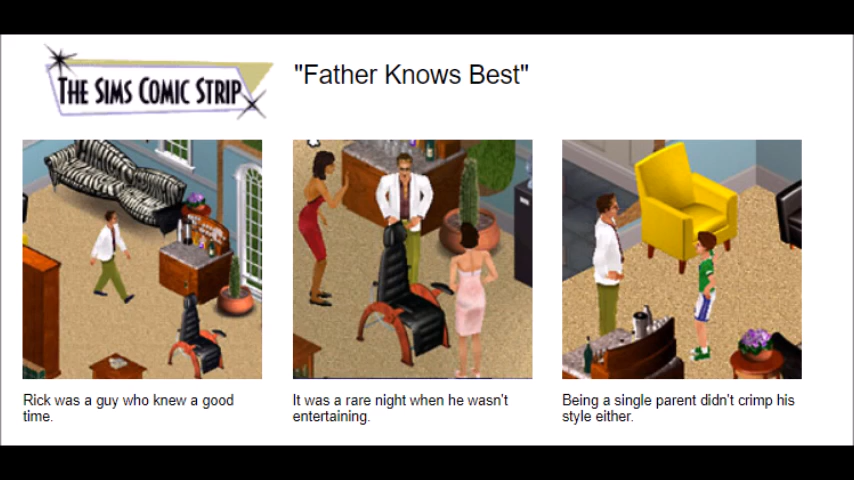 THE SIMS COMIC STRIP
"Father Knows Best"
Rick was a guy who knew a good
time.
It was a rare night when he wasn't
entertaining.
Being a single parent didn't crimp his
style either.